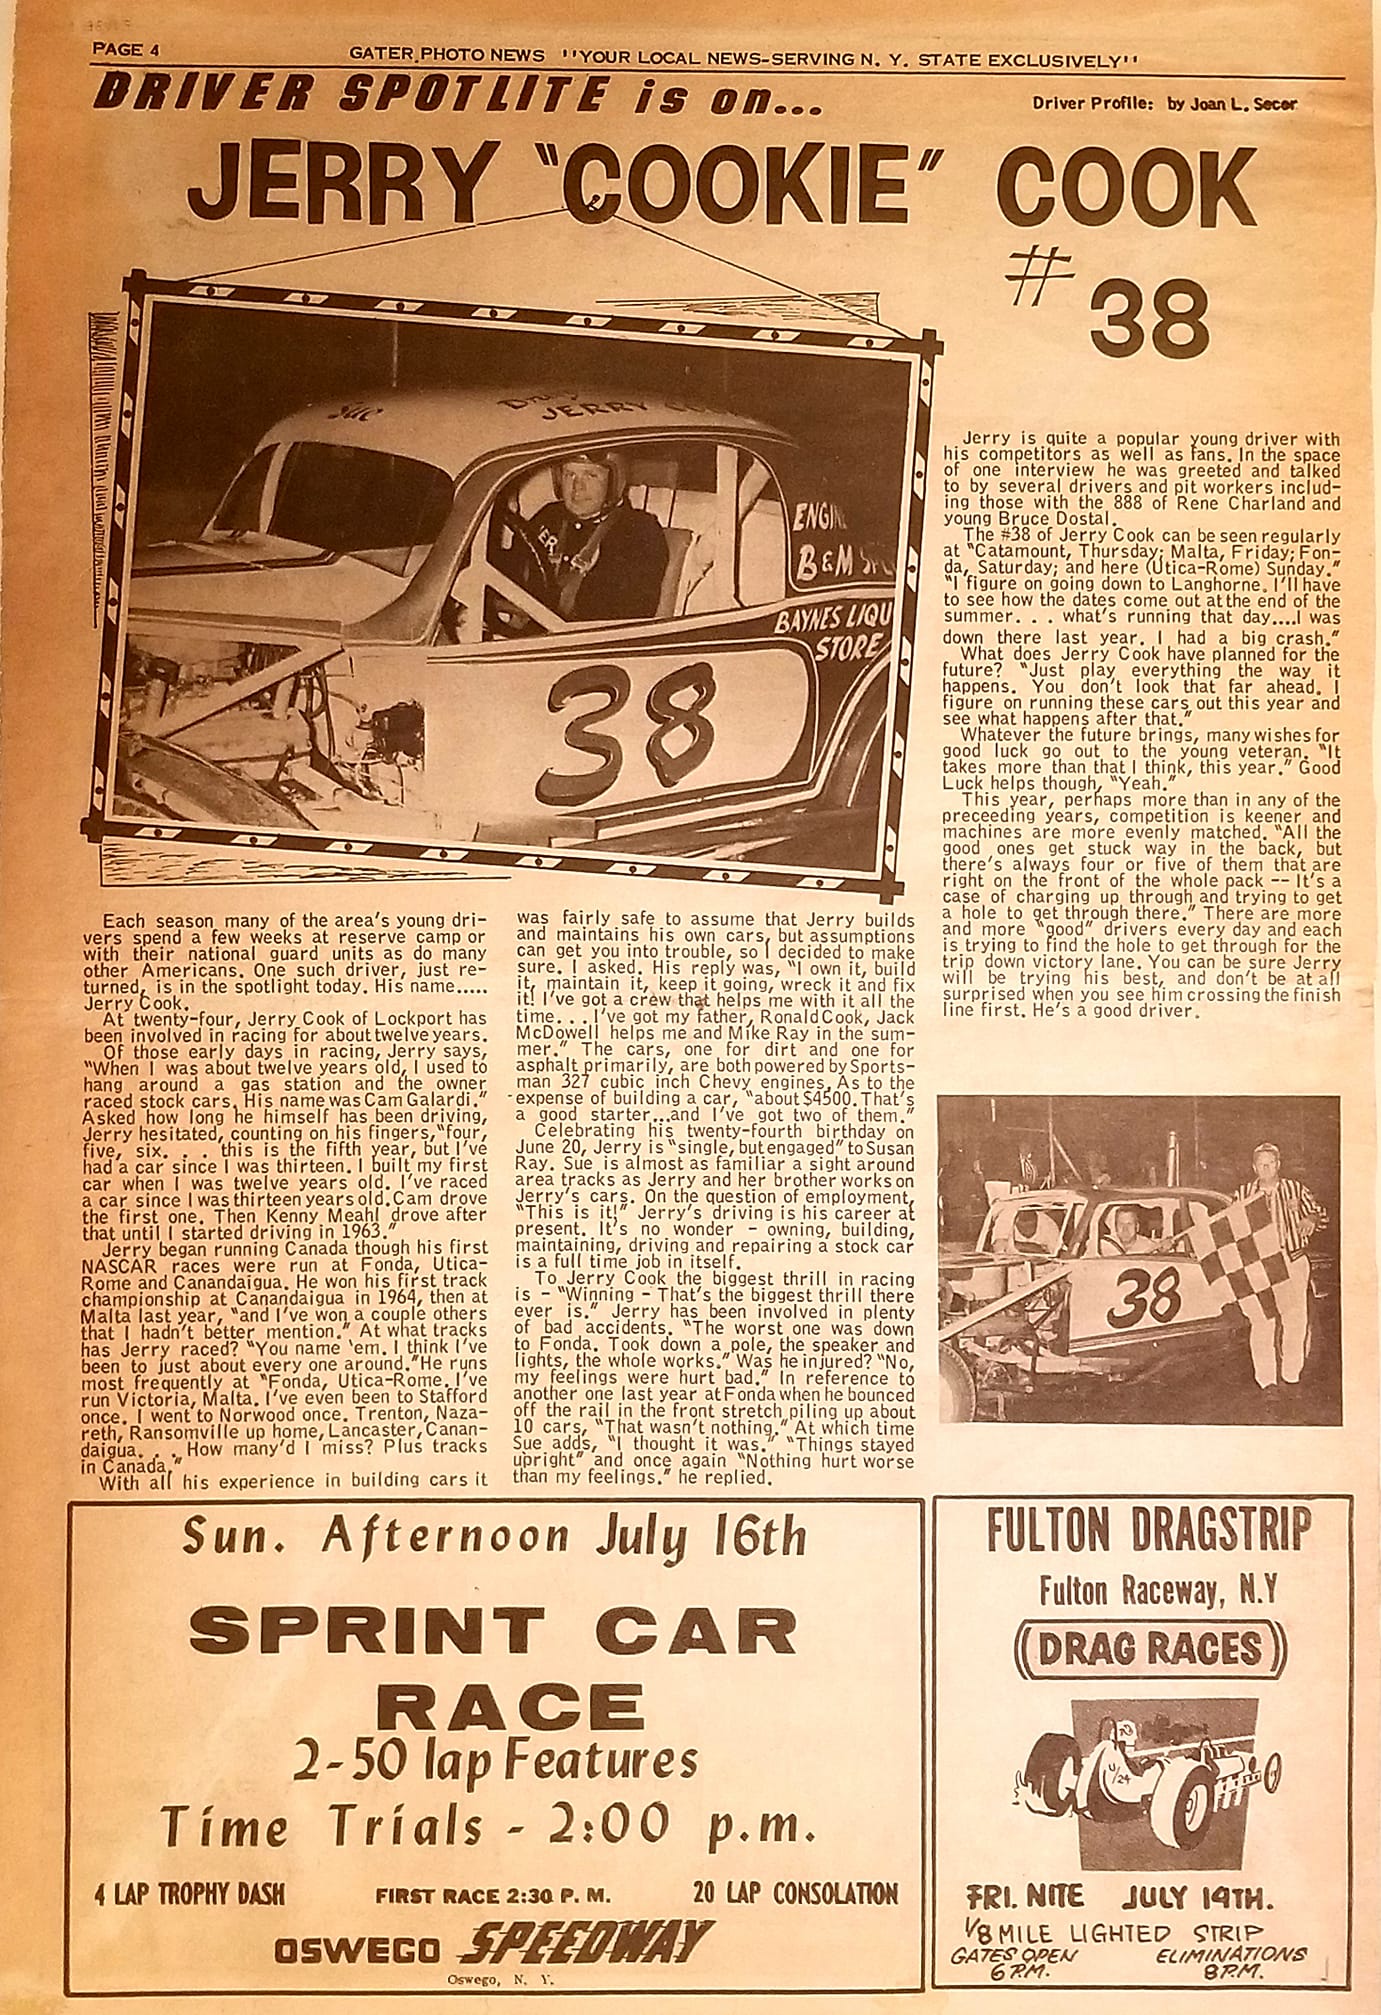 PAGE 4
GATER PHOTO NEWS "YOUR LOCAL NEWS-SERVING N. Y. STATE EXCLUSIVELY"
DRIVER SPOTLITE is on...
Driver Profile: by Joan L. Secor
JERRY "COOKIE" COOK
# 38
Sue
JERRY
ENGIN
B & M
BAYNES LIQU
STORE
38
Each season many of the area's young dri-
vers spend a few weeks at reserve camp or
with their national guard units as do many
other Americans. One such driver, just re-
turned, is in the spotlight today. His name.....
Jerry Cook.
At twenty-four, Jerry Cook of Lockport has
been involved in racing for about twelve years.
Of those early days in racing, Jerry says,
"When I was about twelve years old, I used to
hang around a gas station and the owner
raced stock cars. His name was Cam Galardi."
Asked how long he himself has been driving,
Jerry hesitated, counting on his fingers, "four,
five, six. . . this is the fifth year, but I've
had a car since I was thirteen. I built my first
car when I was twelve years old. I've raced
a car since I was thirteen years old. Cam drove
the first one. Then Kenny Meahl drove after
that until I started driving in 1963."
Jerry began running Canada though his first
NASCAR races were run at Fonda, Utica-
Rome and Canandaigua. He won his first track
championship at Canandaigua in 1964, then at
Malta last year, "and I've won a couple others
that I hadn't better mention." At what tracks
has Jerry raced? "You name 'em. I think I've
been to just about every one around." He runs
most frequently at "Fonda, Utica-Rome. I've
run Victoria, Malta. I've even been to Stafford
once. I went to Norwood once. Trenton, Naza-
reth, Ransomville up home, Lancaster, Canan-
daigua. . . How many'd I miss? Plus tracks
in Canada."
With all his experience in building cars it
was fairly safe to assume that Jerry builds
and maintains his own cars, but assumptions
can get you into trouble, so I decided to make
sure. I asked. His reply was, "I own it, build
it, maintain it, keep it going, wreck it and fix
it! I've got a crew that helps me with it all the
time. . . I've got my father, Ronald Cook, Jack
McDowell helps me and Mike Ray in the sum-
mer." The cars, one for dirt and one for
asphalt primarily, are both powered by Sports-
man 327 cubic inch Chevy engines. As to the
expense of building a car, "about $4500. That's
a good starter...and I've got two of them."
Celebrating his twenty-fourth birthday on
June 20, Jerry is "single, but engaged" to Susan
Ray. Sue is almost as familiar a sight around
area tracks as Jerry and her brother works on
Jerry's cars. On the question of employment,
"This is it!" Jerry's driving is his career at
present. It's no wonder - owning, building,
maintaining, driving and repairing a stock car
is a full time job in itself.
To Jerry Cook the biggest thrill in racing
is - "Winning - That's the biggest thrill there
ever is." Jerry has been involved in plenty
of bad accidents. "The worst one was down
to Fonda. Took down a pole, the speaker and
lights, the whole works." Was he injured? "No,
my feelings were hurt bad." In reference to
another one last year at Fonda when he bounced
off the rail in the front stretch piling up about
10 cars, "That wasn't nothing." At which time
Sue adds, "I thought it was." "Things stayed
upright" and once again "Nothing hurt worse
than my feelings." he replied.
Jerry is quite a popular young driver with
his competitors as well as fans. In the space
of one interview he was greeted and talked
to by several drivers and pit workers includ-
ing those with the 888 of Rene Charland and
young Bruce Dostal.
The #38 of Jerry Cook can be seen regularly
at "Catamount, Thursday; Malta, Friday; Fon-
da, Saturday; and here (Utica-Rome) Sunday."
"I figure on going down to Langhorne. I'll have
to see how the dates come out at the end of the
summer. . . what's running that day....I was
down there last year. I had a big crash."
What does Jerry Cook have planned for the
future? "Just play everything the way it
happens. You don't look that far ahead. I
figure on running these cars out this year and
see what happens after that."
Whatever the future brings, many wishes for
good luck go out to the young veteran. "It
takes more than that I think, this year." Good
Luck helps though, "Yeah."
This year, perhaps more than in any of the
preceeding years, competition is keener and
machines are more evenly matched. "All the
good ones get stuck way in the back, but
there's always four or five of them that are
right on the front of the whole pack -- It's a
case of charging up through and trying to get
a hole to get through there." There are more
and more "good" drivers every day and each
is trying to find the hole to get through for the
trip down victory lane. You can be sure Jerry
will be trying his best, and don't be at all
surprised when you see him crossing the finish
line first. He's a good driver.
38
Sun. Afternoon July 16th
SPRINT CAR
RACE
2-50 lap Features
Time Trials - 2:00 p.m.
4 LAP TROPHY DASH FIRST RACE 2:30 P. M. 20 LAP CONSOLATION
OSWEGO SPEEDWAY
Oswego, N. Y.
FULTON DRAGSTRIP
Fulton Raceway, N.Y
DRAG RACES
FRI. NITE JULY 14TH.
1/8 MILE LIGHTED STRIP
GATES OPEN ELIMINATIONS
6 P.M. 8 P.M.